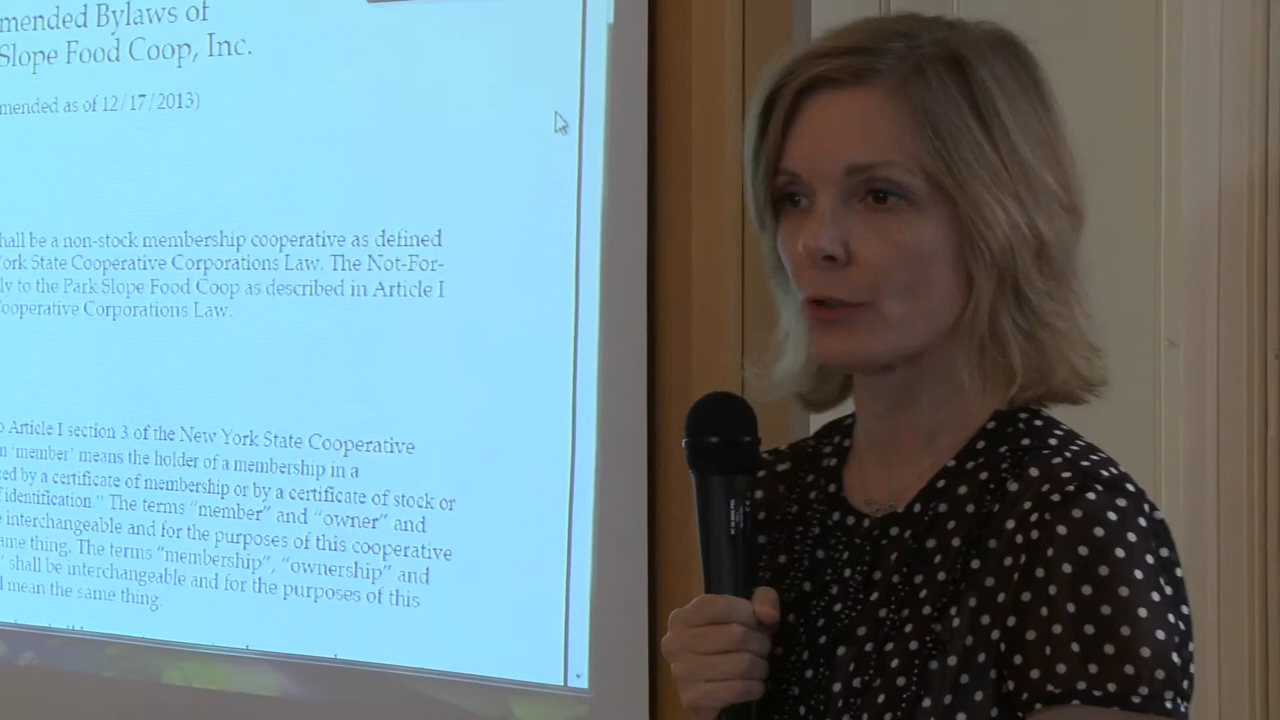 mended Bylaws of
Slope Food Coop, Inc.
mended as of 12/17/2013)
hall be a non-stock membership cooperative as defined
ork State Cooperative Corporations Law. The Not-For-
ly to the Park Slope Food Coop as described in Article I
ooperative Corporations Law.
o Article I section 3 of the New York State Cooperative
n 'member' means the holder of a membership in a
ced by a certificate of membership or by a certificate of stock or
f identification." The terms "member" and "owner" and
e interchangeable and for the purposes of this cooperative
ame thing. The terms "membership", "ownership" and
" shall be interchangeable and for the purposes of this
l mean the same thing.